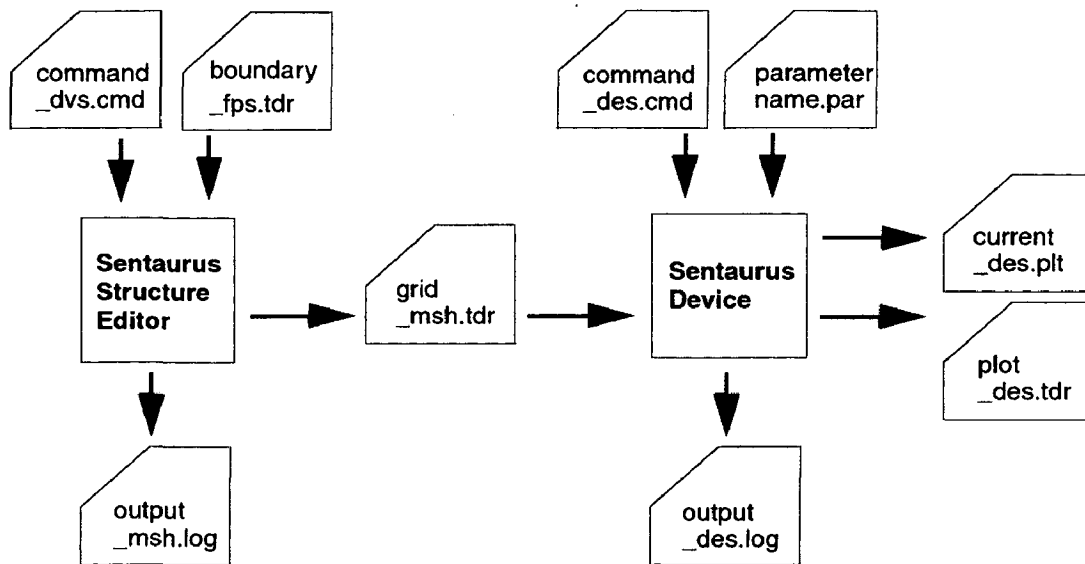 command
_dvs.cmd
boundary
_fps.tdr
command
_des.cmd
parameter
name.par
Sentaurus
Structure
Editor
grid
_msh.tdr
Sentaurus
Device
current
_des.plt
plot
_des.tdr
output
_msh.log
output
_des.log